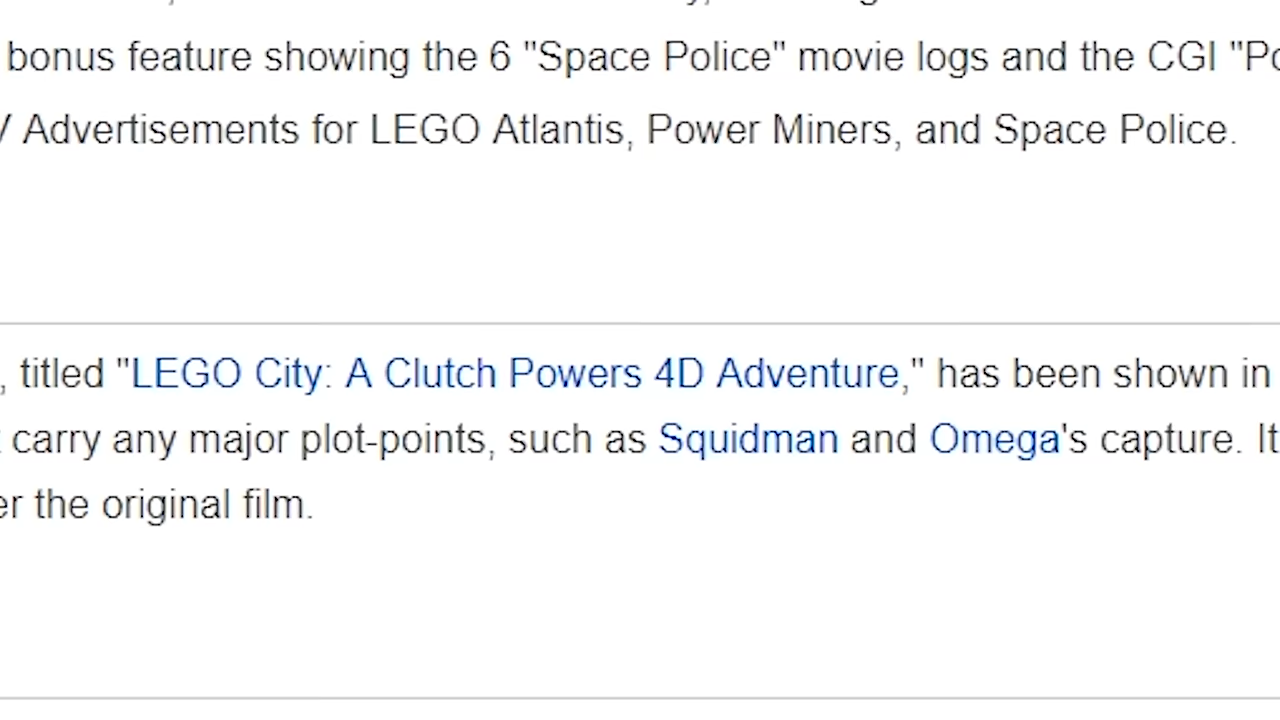 bonus feature showing the 6 "Space Police" movie logs and the CGI
Advertisements for LEGO Atlantis, Power Miners, and Space Police.
, titled "LEGO City: A Clutch Powers 4D Adventure," has been shown in
carry any major plot-points, such as Squidman and Omega's capture. It
the original film.